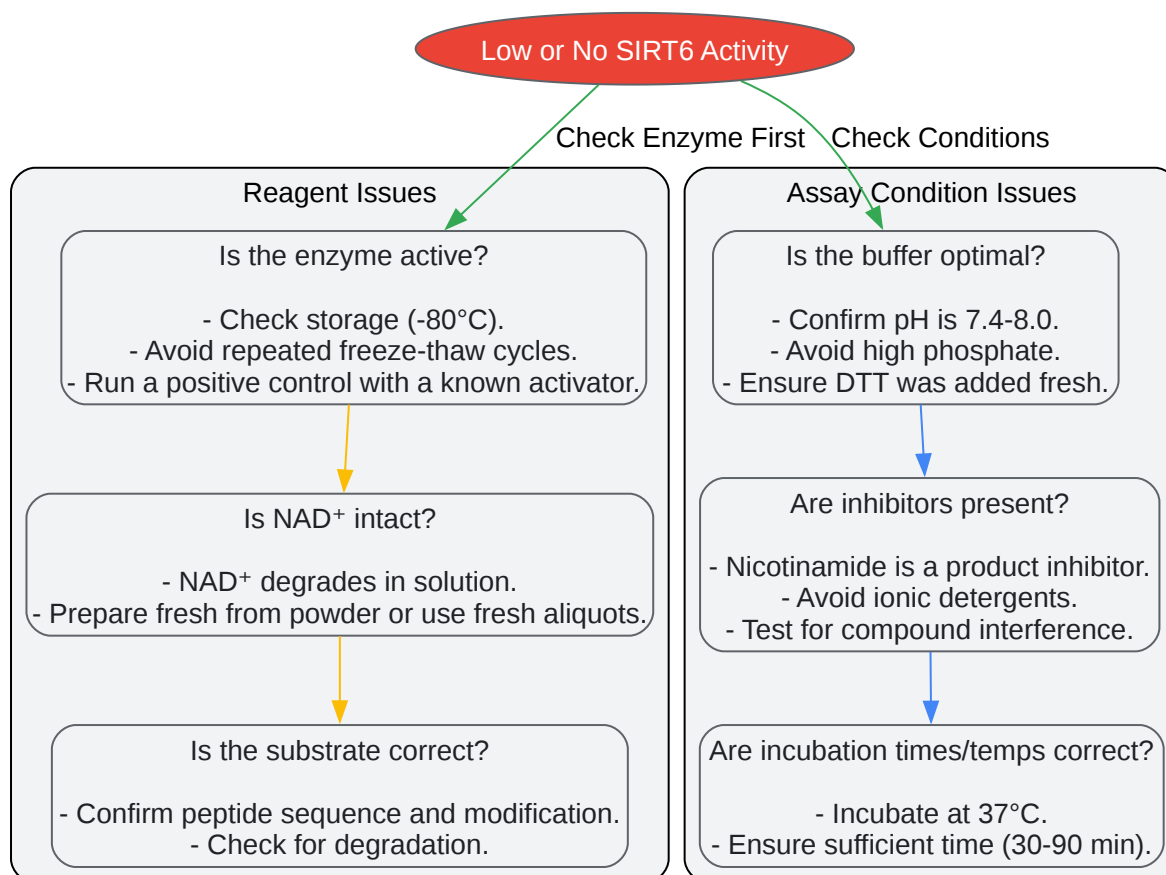 Low or No SIRT6 Activity
Check Enzyme First
Check Conditions
Reagent Issues
Is the enzyme active?
- Check storage (-80°C).
- Avoid repeated freeze-thaw cycles.
- Run a positive control with a known activator.
Is NAD⁺ intact?
- NAD⁺ degrades in solution.
- Prepare fresh from powder or use fresh aliquots.
Is the substrate correct?
- Confirm peptide sequence and modification.
- Check for degradation.
Assay Condition Issues
Is the buffer optimal?
- Confirm pH is 7.4-8.0.
- Avoid high phosphate.
- Ensure DTT was added fresh.
Are inhibitors present?
- Nicotinamide is a product inhibitor.
- Avoid ionic detergents.
- Test for compound interference.
Are incubation times/temps correct?
- Incubate at 37°C.
- Ensure sufficient time (30-90 min).